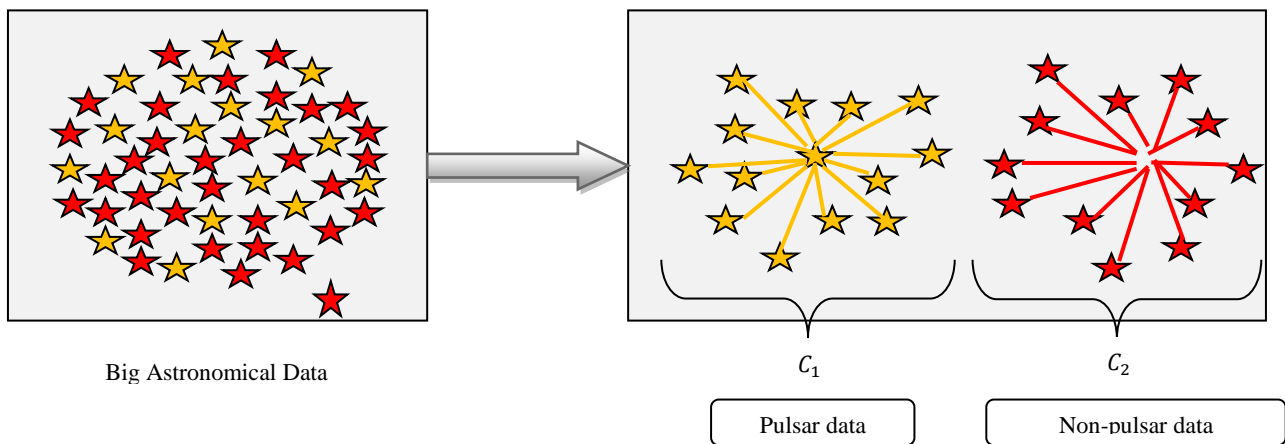 Big Astronomical Data
𝐶₁
𝐶₂
Pulsar data
Non-pulsar data